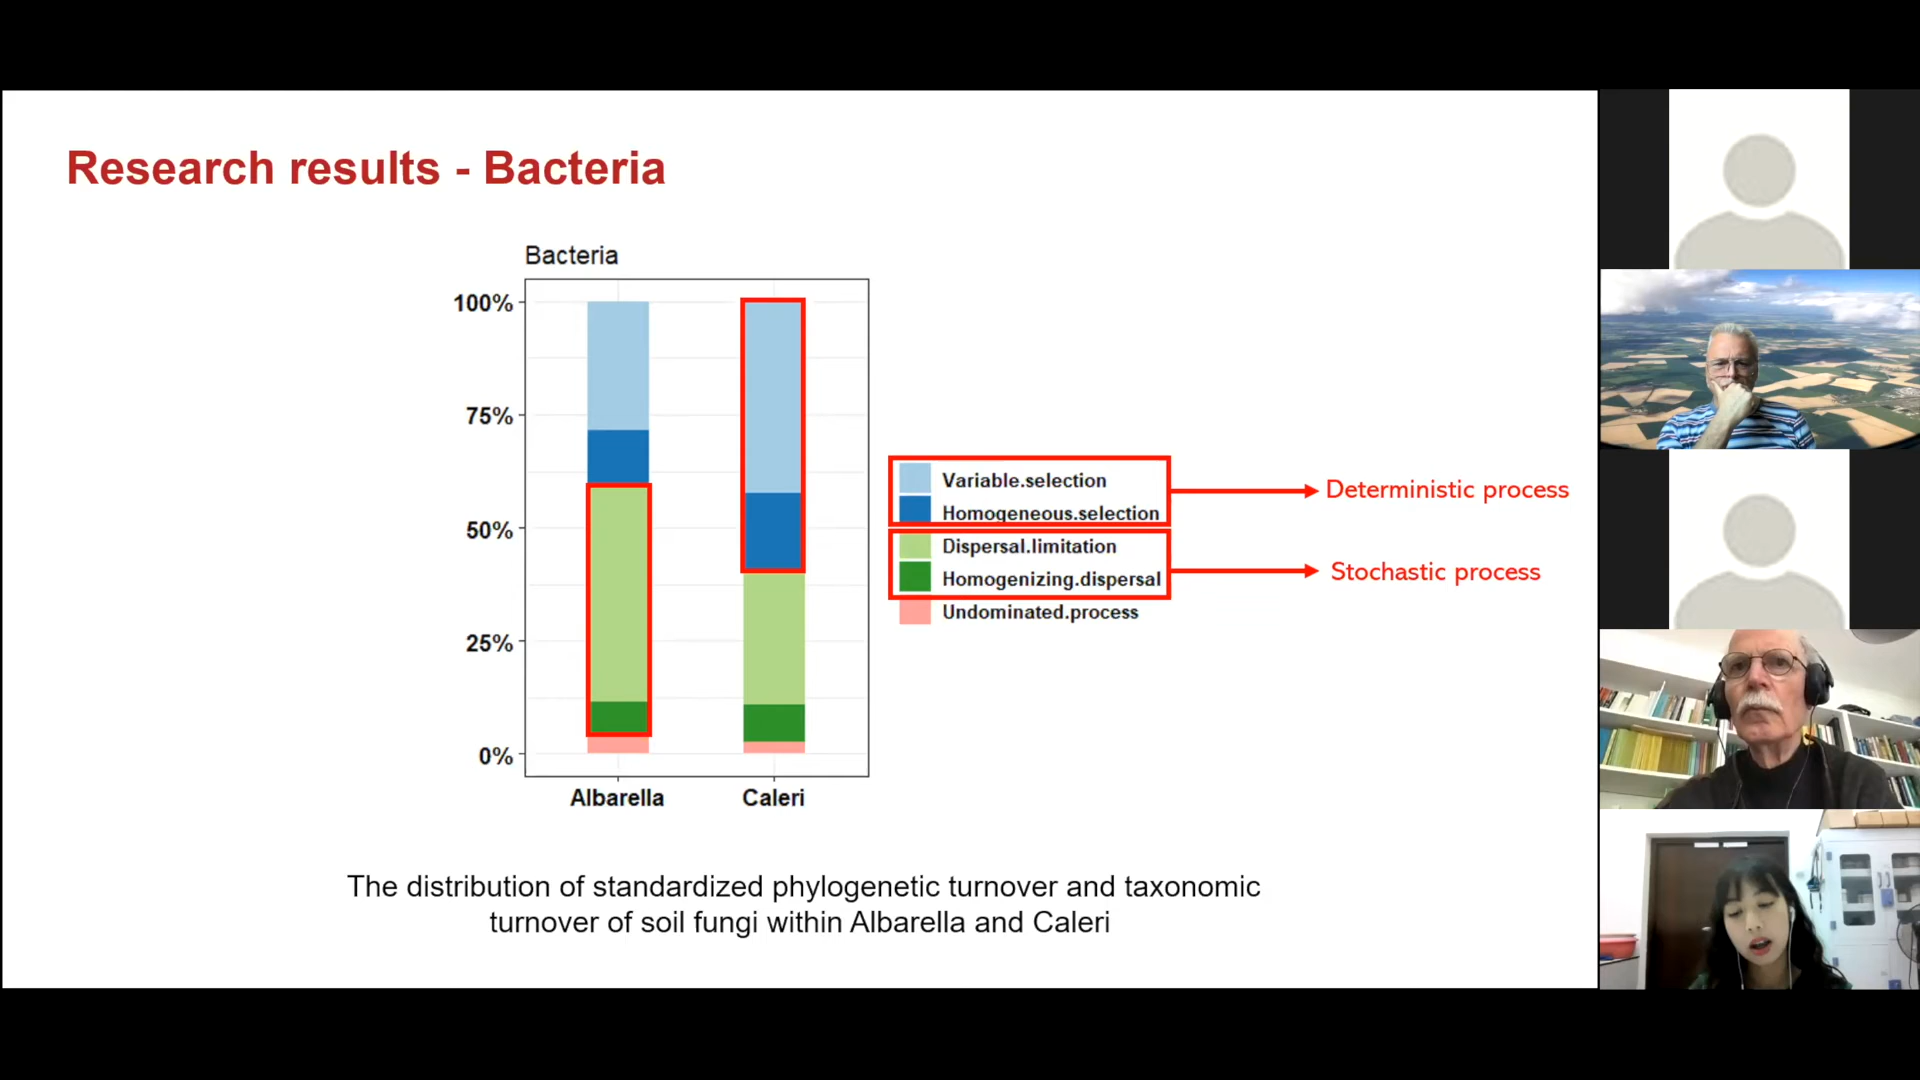 Research results - Bacteria
Bacteria
100%
75%
50%
25%
0%
Albarella
Caleri
Variable.selection
Homogeneous.selection
Dispersal.limitation
Homogenizing.dispersal
Undominated.process
Deterministic process
Stochastic process
The distribution of standardized phylogenetic turnover and taxonomic
turnover of soil fungi within Albarella and Caleri